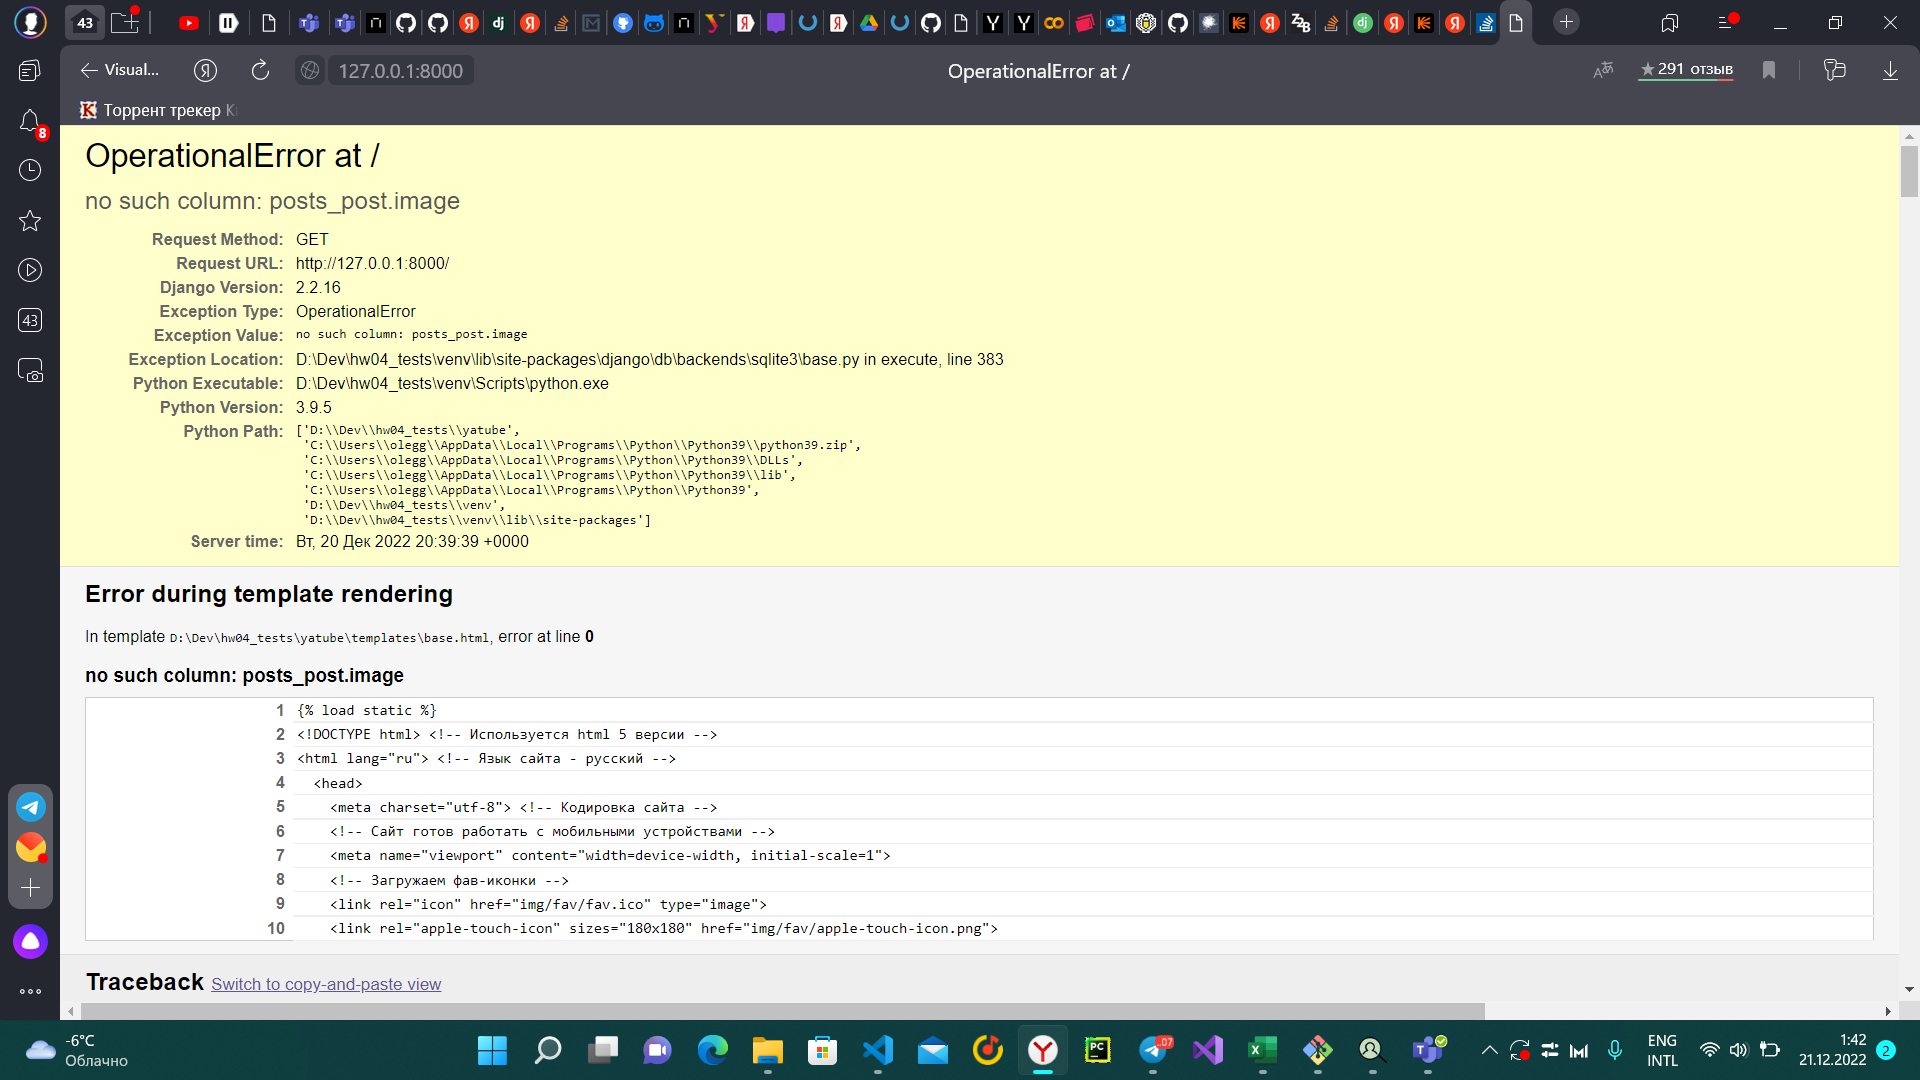 43
Visual...
Я
127.0.0.1:8000
OperationalError at /
★291 отзыв
Торрент трекер
8
43
OperationalError at /
no such column: posts_post.image
Request Method: GET
Request URL: http://127.0.0.1:8000/
Django Version: 2.2.16
Exception Type: OperationalError
Exception Value: no such column: posts_post.image
Exception Location: D:\Dev\hw04_tests\venv\lib\site-packages\django\db\backends\sqlite3\base.py in execute, line 383
Python Executable: D:\Dev\hw04_tests\venv\Scripts\python.exe
Python Version: 3.9.5
Python Path: ['D:\\Dev\\hw04_tests\\yatube',
'C:\\Users\\olegg\\AppData\\Local\\Programs\\Python\\Python39\\python39.zip',
'C:\\Users\\olegg\\AppData\\Local\\Programs\\Python\\Python39\\DLLs',
'C:\\Users\\olegg\\AppData\\Local\\Programs\\Python\\Python39\\lib',
'C:\\Users\\olegg\\AppData\\Local\\Programs\\Python\\Python39',
'D:\\Dev\\hw04_tests\\venv',
'D:\\Dev\\hw04_tests\\venv\\lib\\site-packages']
Server time: Вт, 20 Дек 2022 20:39:39 +0000
Error during template rendering
In template D:\Dev\hw04_tests\yatube\templates\base.html, error at line 0
no such column: posts_post.image
1 {% load static %}
2 <!DOCTYPE html> <!-- Используется html 5 версии -->
3 <html lang="ru"> <!-- Язык сайта - русский -->
4 <head>
5 <meta charset="utf-8"> <!-- Кодировка сайта -->
6 <!-- Сайт готов работать с мобильными устройствами -->
7 <meta name="viewport" content="width=device-width, initial-scale=1">
8 <!-- Загружаем фав-иконки -->
9 <link rel="icon" href="img/fav/fav.ico" type="image">
10 <link rel="apple-touch-icon" sizes="180x180" href="img/fav/apple-touch-icon.png">
Traceback Switch to copy-and-paste view
-6°C
Облачно
PC
.07
ENG
INTL
1:42
21.12.2022
2